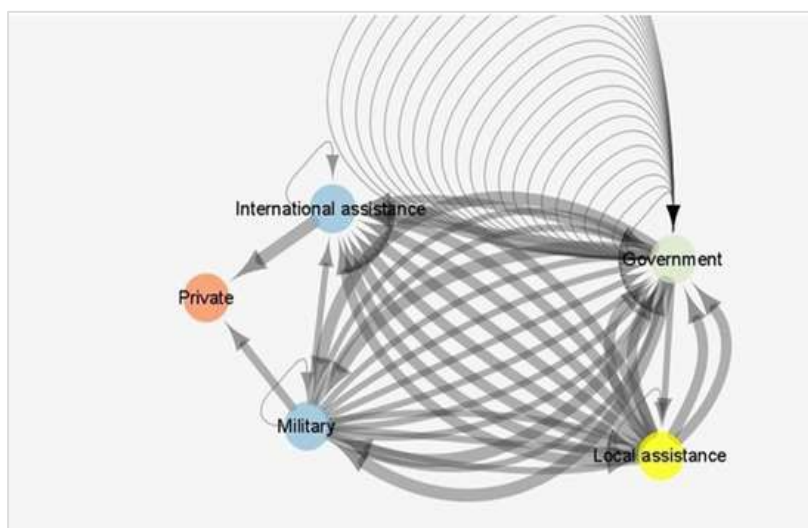 International assistance
Government
Private
Military
Local assistance